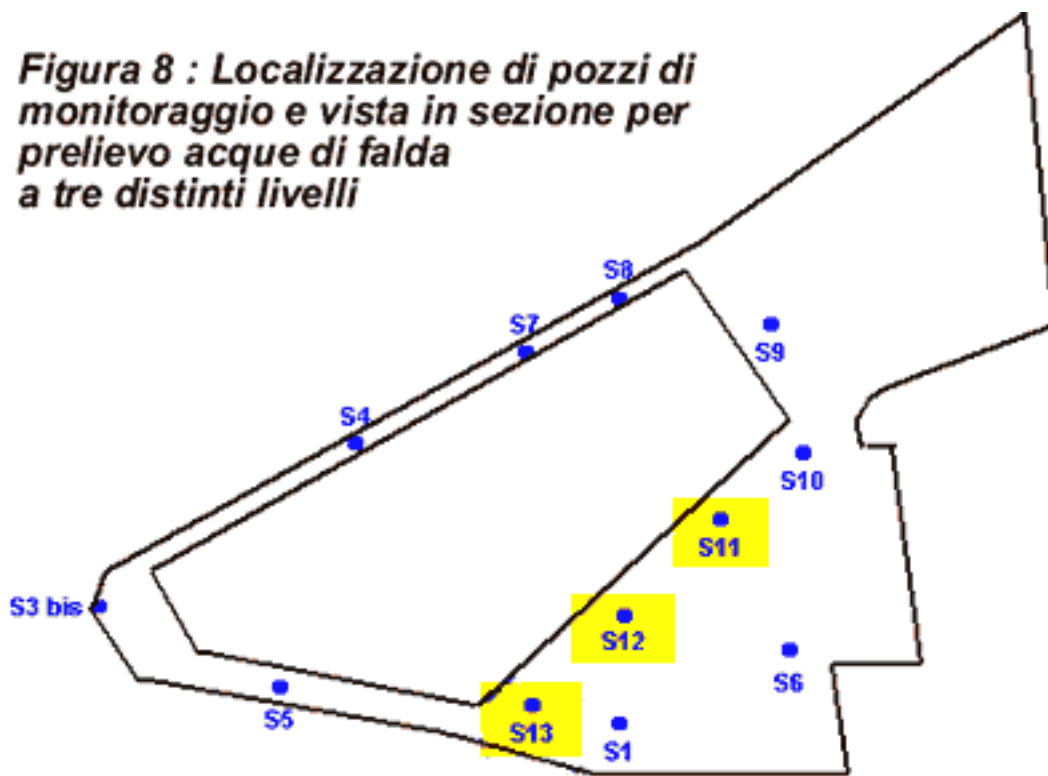 Figura 8 : Localizzazione di pozzi di
monitoraggio e vista in sezione per
prelievo acque di falda
a tre distinti livelli
S8
S7
S9
S4
S10
S11
S3 bis
S12
S6
S5
S13
S1